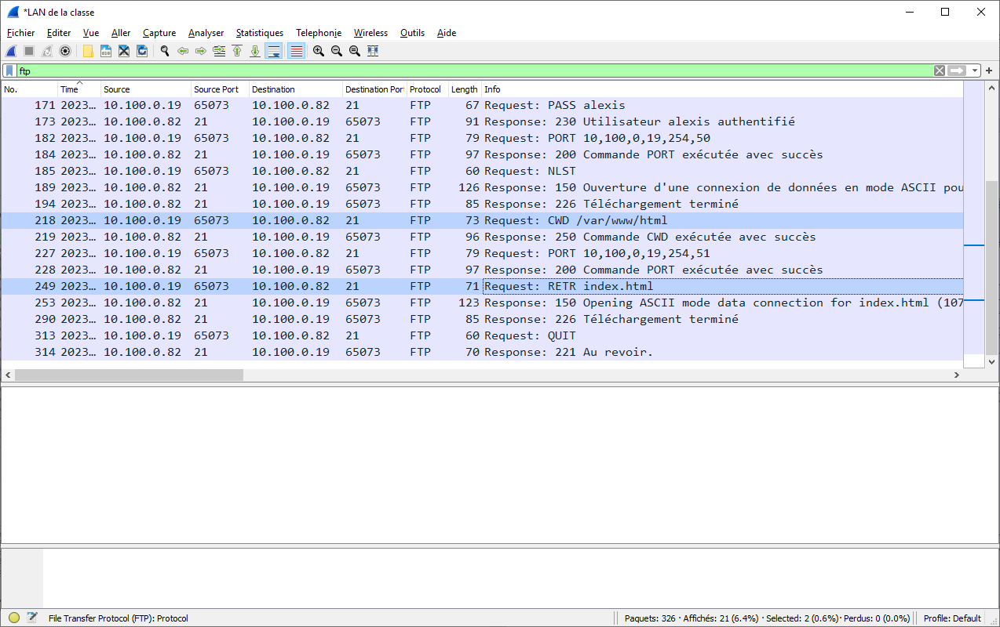 *LAN de la classe
Fichier Editer Vue Aller Capture Analyser Statistiques Telephonie Wireless Outils Aide
ftp
No. Time Source Source Port Destination Destination Port Protocol Length Info
171 2023… 10.100.0.19 65073 10.100.0.82 21 FTP 67 Request: PASS alexis
173 2023… 10.100.0.82 21 10.100.0.19 65073 FTP 91 Response: 230 Utilisateur alexis authentifié
182 2023… 10.100.0.19 65073 10.100.0.82 21 FTP 79 Request: PORT 10,100,0,19,254,50
184 2023… 10.100.0.82 21 10.100.0.19 65073 FTP 97 Response: 200 Commande PORT exécutée avec succès
185 2023… 10.100.0.19 65073 10.100.0.82 21 FTP 60 Request: NLST
189 2023… 10.100.0.82 21 10.100.0.19 65073 FTP 126 Response: 150 Ouverture d'une connexion de données en mode ASCII pou
194 2023… 10.100.0.82 21 10.100.0.19 65073 FTP 85 Response: 226 Téléchargement terminé
218 2023… 10.100.0.19 65073 10.100.0.82 21 FTP 73 Request: CWD /var/www/html
219 2023… 10.100.0.82 21 10.100.0.19 65073 FTP 96 Response: 250 Commande CWD exécutée avec succès
227 2023… 10.100.0.19 65073 10.100.0.82 21 FTP 79 Request: PORT 10,100,0,19,254,51
228 2023… 10.100.0.82 21 10.100.0.19 65073 FTP 97 Response: 200 Commande PORT exécutée avec succès
249 2023… 10.100.0.19 65073 10.100.0.82 21 FTP 71 Request: RETR index.html
253 2023… 10.100.0.82 21 10.100.0.19 65073 FTP 123 Response: 150 Opening ASCII mode data connection for index.html (107
290 2023… 10.100.0.82 21 10.100.0.19 65073 FTP 85 Response: 226 Téléchargement terminé
313 2023… 10.100.0.19 65073 10.100.0.82 21 FTP 60 Request: QUIT
314 2023… 10.100.0.82 21 10.100.0.19 65073 FTP 70 Response: 221 Au revoir.
File Transfer Protocol (FTP): Protocol Paquets: 326 · Affichés: 21 (6.4%) · Selected: 2 (0.6%)· Perdus: 0 (0.0%) Profile: Default